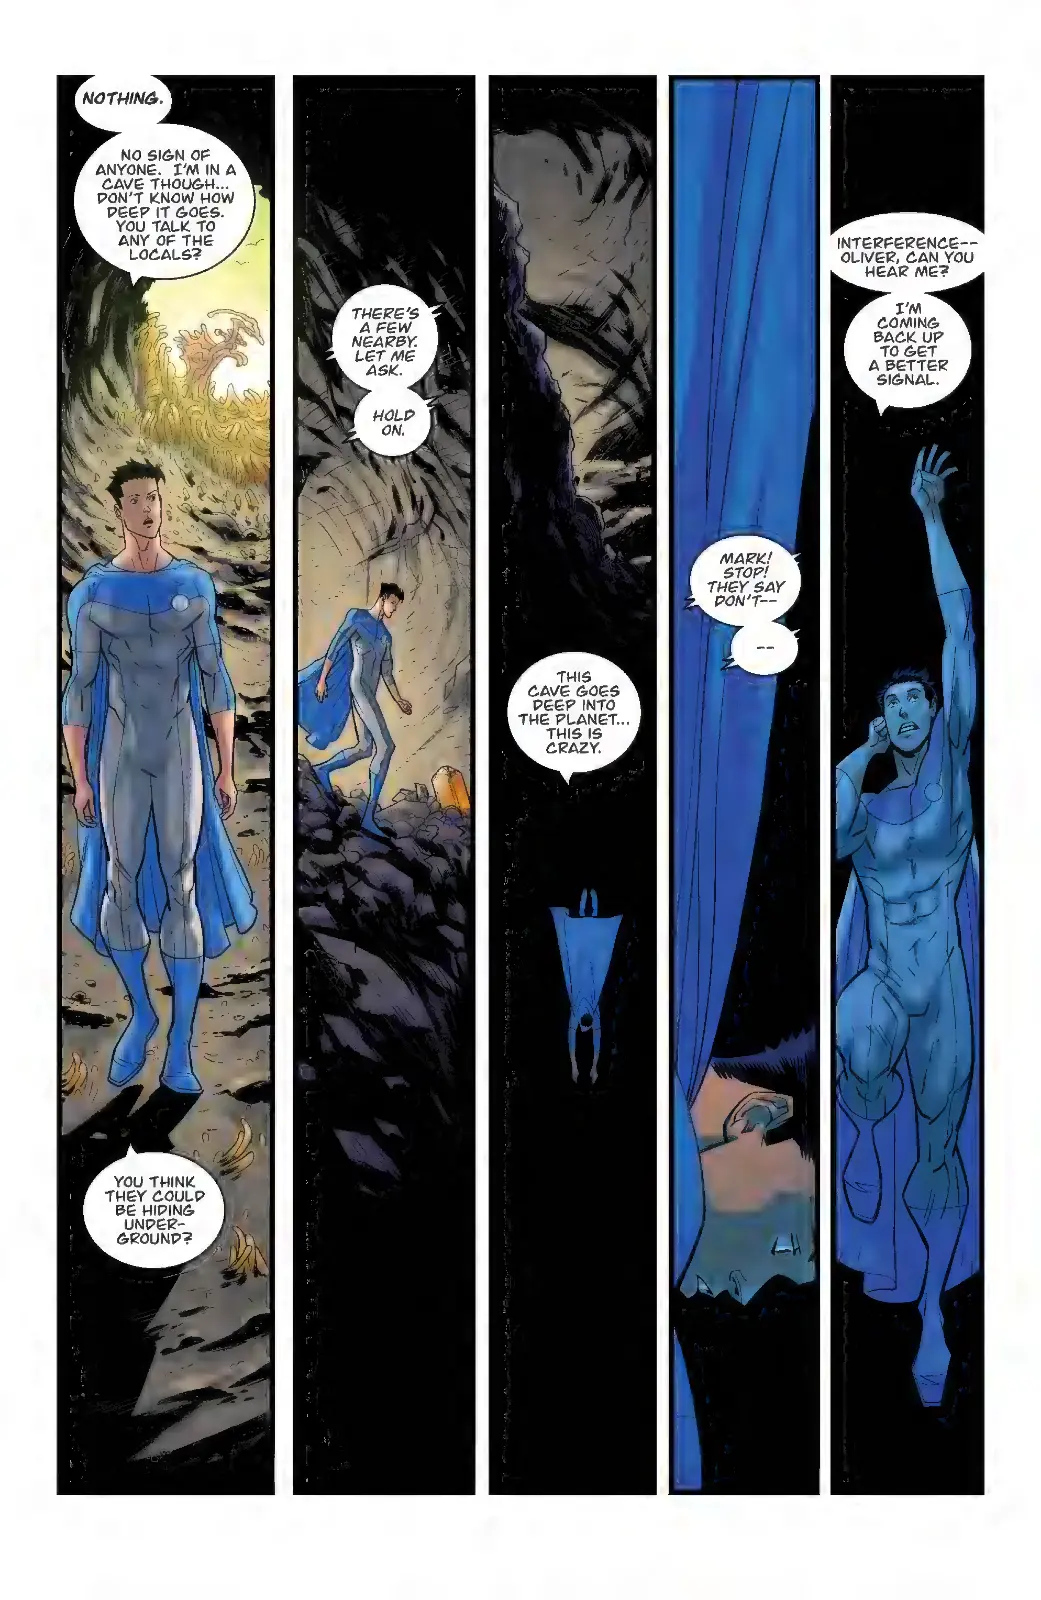 NOTHING.
NO SIGN OF
ANYONE. I'M IN A
CAVE THOUGH...
DON'T KNOW HOW
DEEP IT GOES.
YOU TALK TO
ANY OF THE
LOCALS?
YOU THINK
THEY COULD
BE HIDING
UNDER-
GROUND?
THERE'S
A FEW
NEARBY.
LET ME
ASK.
HOLD
ON.
THIS
CAVE GOES
DEEP INTO
THE PLANET...
THIS IS
CRAZY.
MARK!
STOP!
THEY SAY
DON'T--
--
INTERFERENCE--
OLIVER, CAN YOU
HEAR ME?
I'M
COMING
BACK UP
TO GET
A BETTER
SIGNAL.